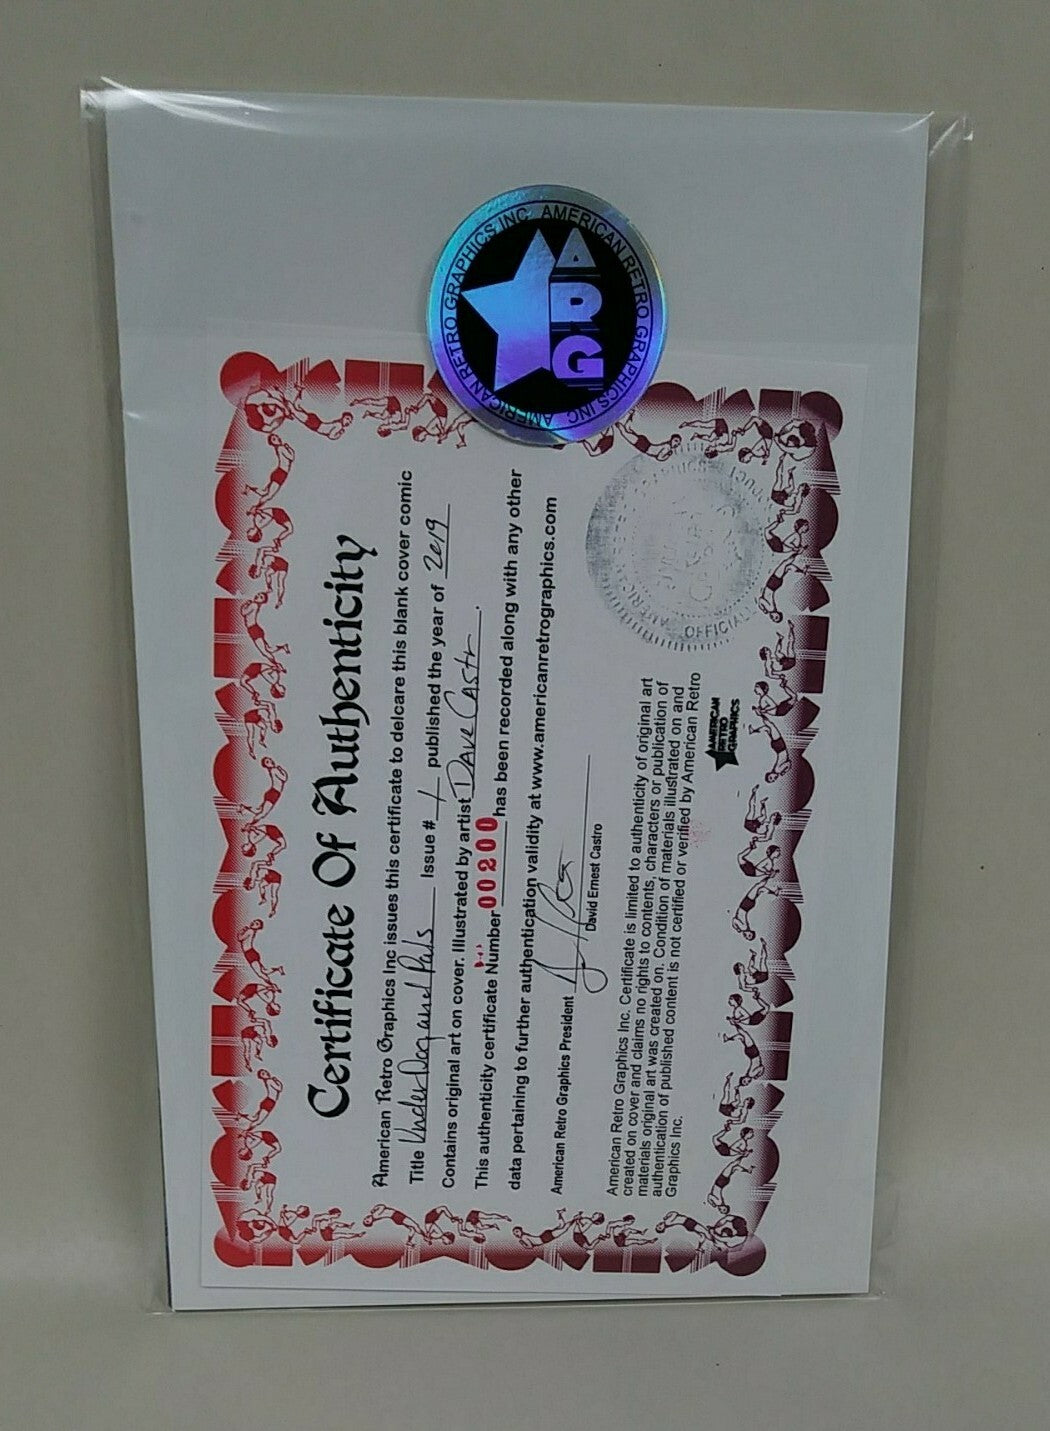 AMERICAN RETRO GRAPHICS INC. AMERICAN RETRO GRAPHICS INC.
ARG
Certificate Of Authenticity
American Retro Graphics Inc issues this certificate to delcare this blank cover comic
Title UnderDog and Pals Issue # 1 published the year of 2019
Contains original art on cover. Illustrated by artist Dave Castr.
This authenticity certificate Number 00200 has been recorded along with any other
data pertaining to further authentication validity at www.americanretrographics.com
American Retro Graphics President
David Ernest Castro
American Retro Graphics Inc. Certificate is limited to authenticity of original art
created on cover and claims no rights to contents, characters or publication of
materials original art was created on. Condition of materials illustrated on and
authentication of published content is not certified or verified by American Retro
Graphics Inc.
AMERICAN
RETRO
GRAPHICS
OFFICIAL